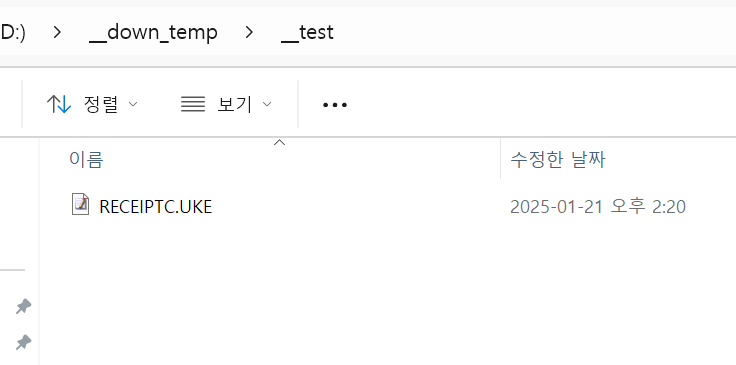 D:) > __down_temp > __test
정렬 보기 •••
이름 수정한 날짜
RECEIPTC.UKE 2025-01-21 오후 2:20